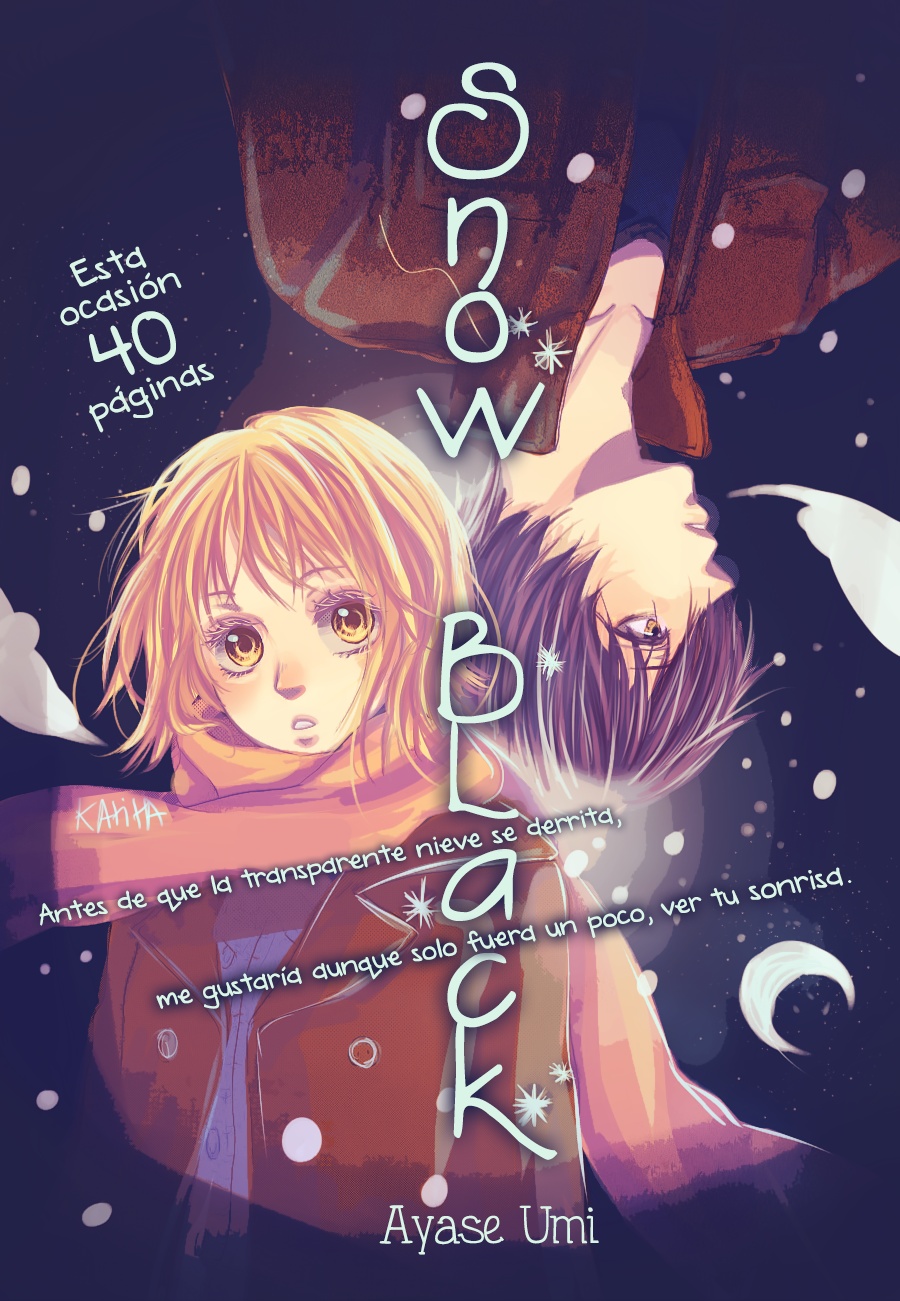 Snow Black
Esta
ocasión
40
páginas
KAtitA
Antes de que la transparente nieve se derrita,
me gustaría aunque solo fuera un poco, ver tu sonrisa.
Ayase Umi